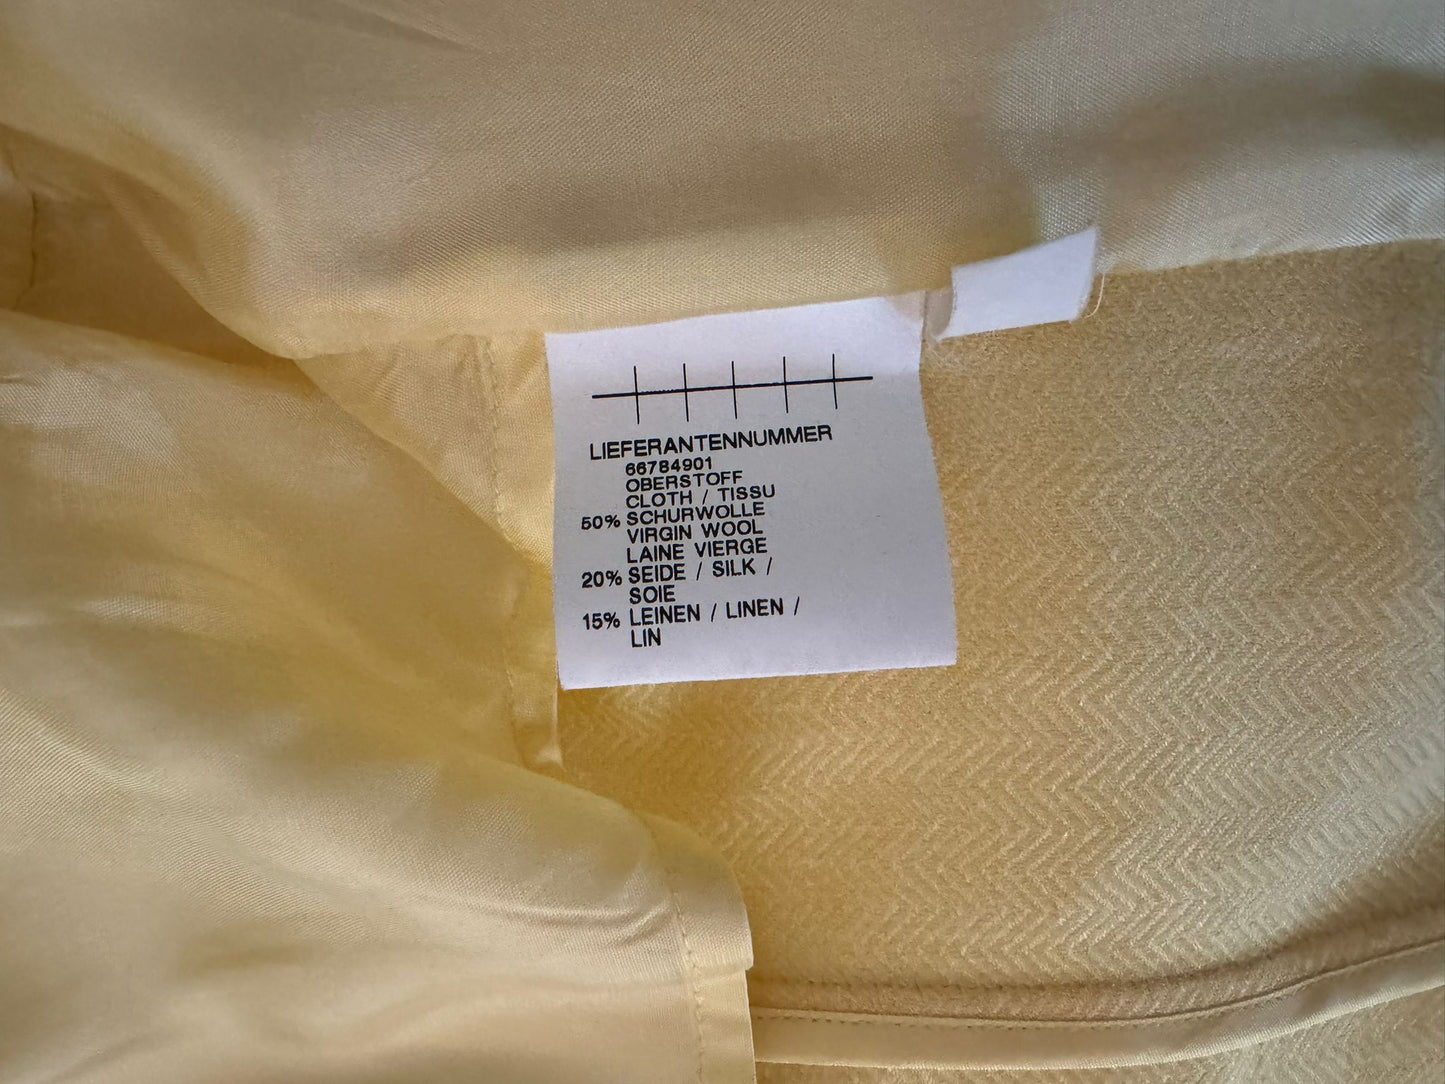 LIEFERANTENNUMMER
66784901
OBERSTOFF
CLOTH / TISSU
50% SCHURWOLLE
VIRGIN WOOL
LAINE VIERGE
20% SEIDE / SILK /
SOIE
15% LEINEN / LINEN /
LIN